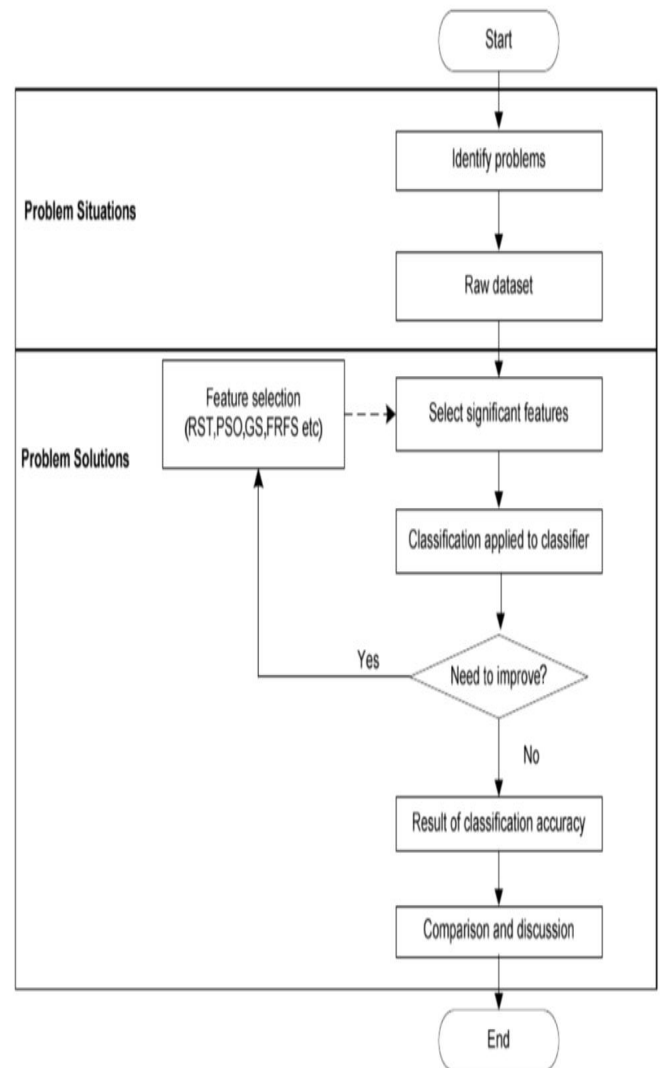 Start
Problem Situations
Identify problems
Raw dataset
Problem Solutions
Feature selection
(RST,PSO,GS,FRFS etc)
Select significant features
Classification applied to classifier
Need to improve?
Yes
No
Result of classification accuracy
Comparison and discussion
End